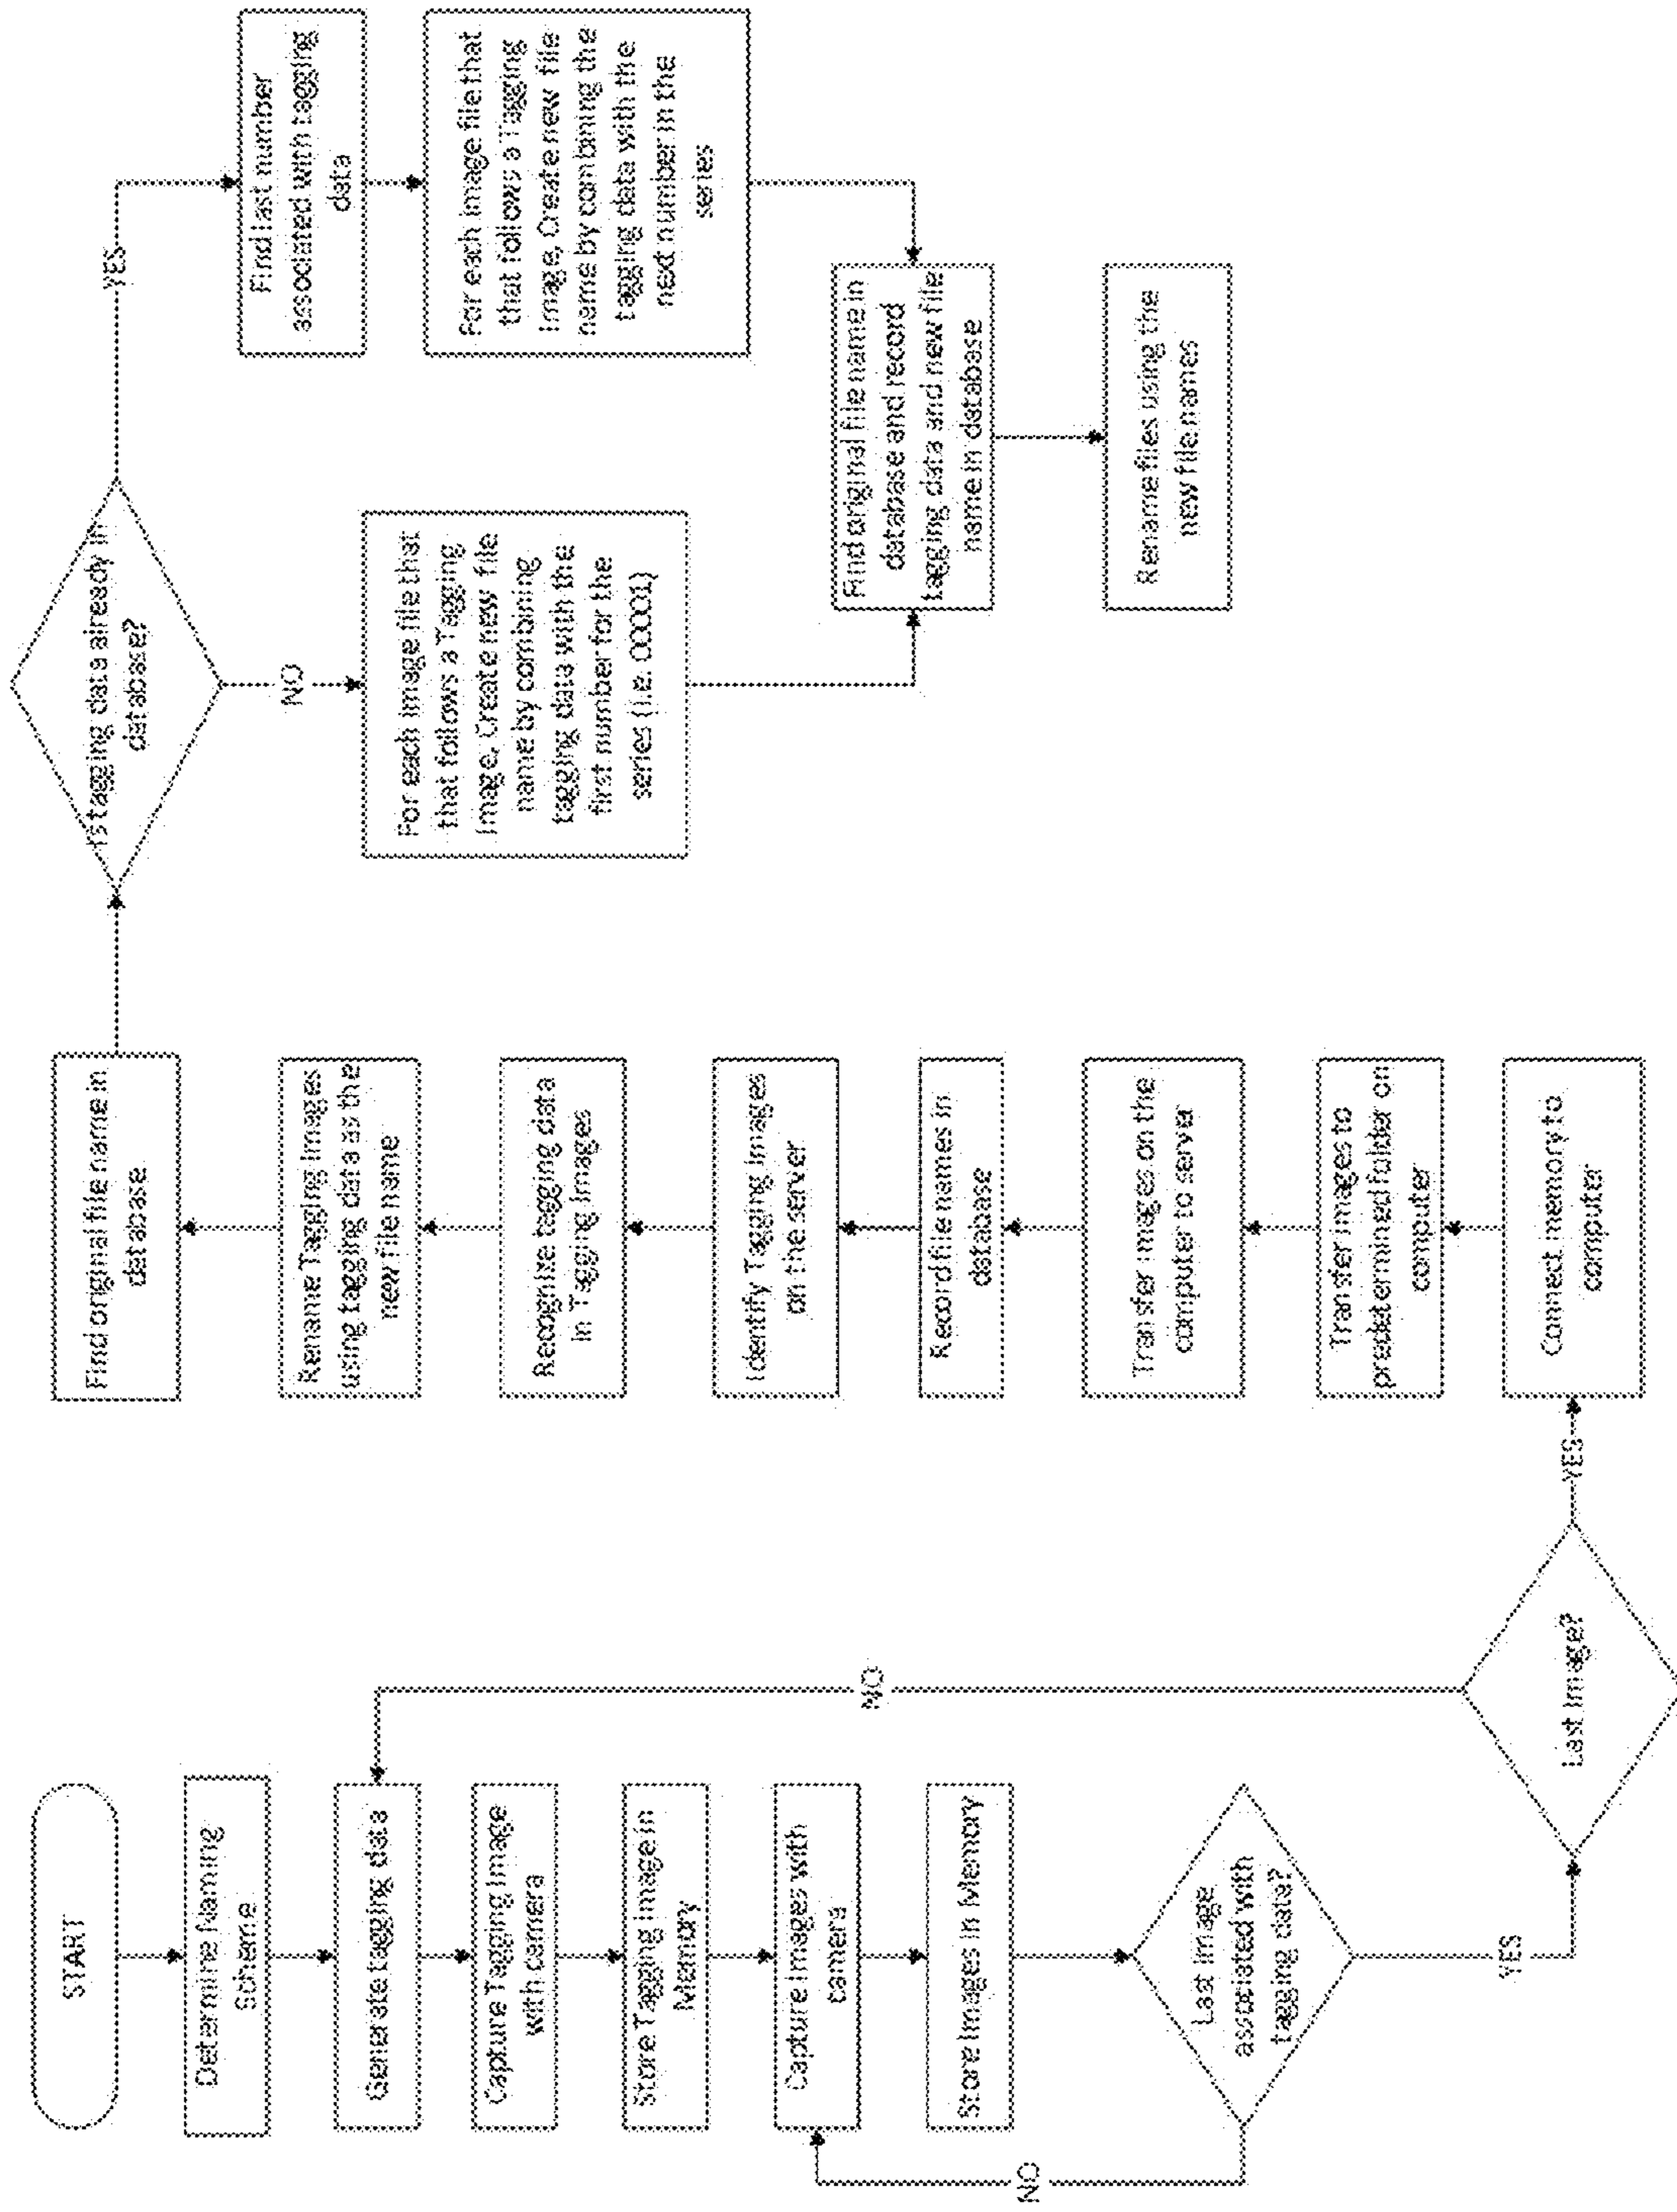 START
Determine Naming
Scheme
Generate tagging data
Capture Tagging Image
with camera
Store Tagging Image in
Memory
Capture Images with
camera
Store Images in Memory
Last Image
associated with
tagging data?
NO
YES
Last Image?
NO
YES
Connect memory to
computer
Transfer images to
predetermined folder on
computer
Transfer images on the
computer to server
Record file names in
database
Identify Tagging Images
on the server
Recognize tagging data
in Tagging Images
Rename Tagging Images
using tagging data as the
new file name
Find original file name in
database
Is tagging data already in
database?
NO
YES
For each image file that
that follows a Tagging
Image, Create new file
name by combining
tagging data with the
first number for the
series (i.e. 00001)
Find last number
associated with tagging
data
For each image file that
that follows a Tagging
Image, Create new file
name by combining the
tagging data with the
next number in the
series
Find original file name in
database and record
tagging data and new file
name in database
Rename files using the
new file names